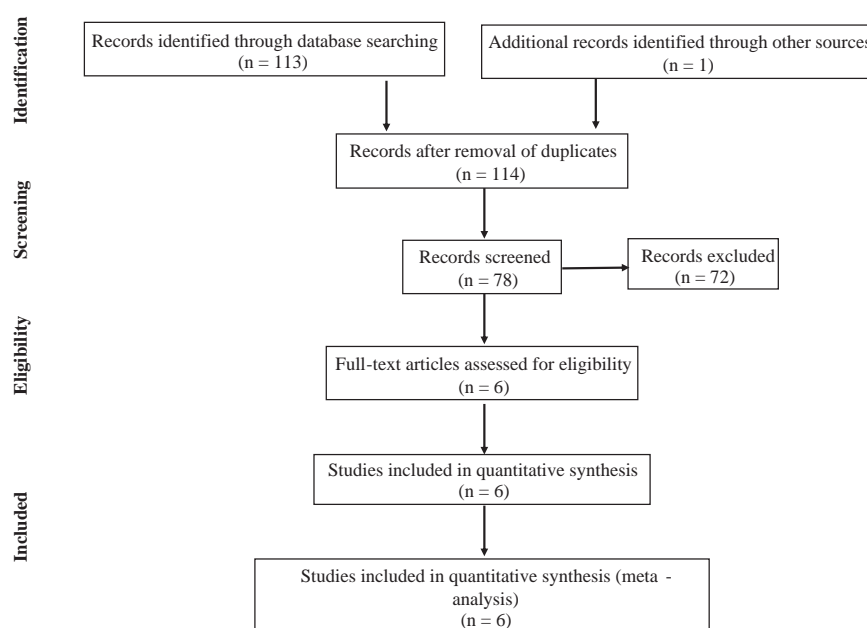 Identification
Records identified through database searching
(n = 113)
Additional records identified through other sources
(n = 1)
Records after removal of duplicates
(n = 114)
Screening
Records screened
(n = 78)
Records excluded
(n = 72)
Eligibility
Full-text articles assessed for eligibility
(n = 6)
Included
Studies included in quantitative synthesis
(n = 6)
Studies included in quantitative synthesis (meta -
analysis)
(n = 6)